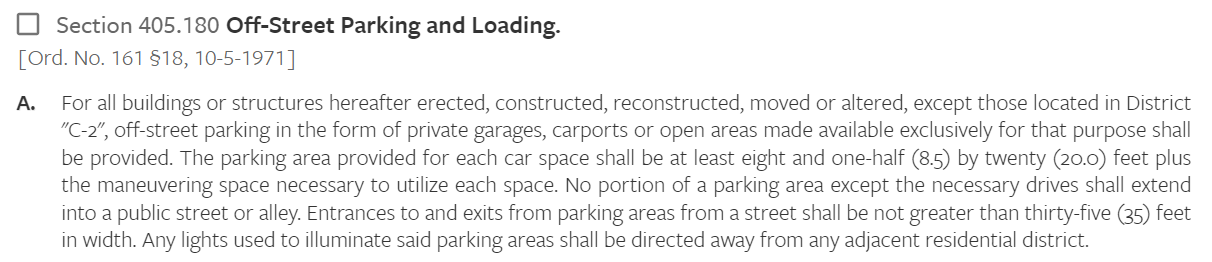 Section 405.180 Off-Street Parking and Loading.
[Ord. No. 161 §18, 10-5-1971]
A. For all buildings or structures hereafter erected, constructed, reconstructed, moved or altered, except those located in District
"C-2", off-street parking in the form of private garages, carports or open areas made available exclusively for that purpose shall
be provided. The parking area provided for each car space shall be at least eight and one-half (8.5) by twenty (20.0) feet plus
the maneuvering space necessary to utilize each space. No portion of a parking area except the necessary drives shall extend
into a public street or alley. Entrances to and exits from parking areas from a street shall be not greater than thirty-five (35) feet
in width. Any lights used to illuminate said parking areas shall be directed away from any adjacent residential district.